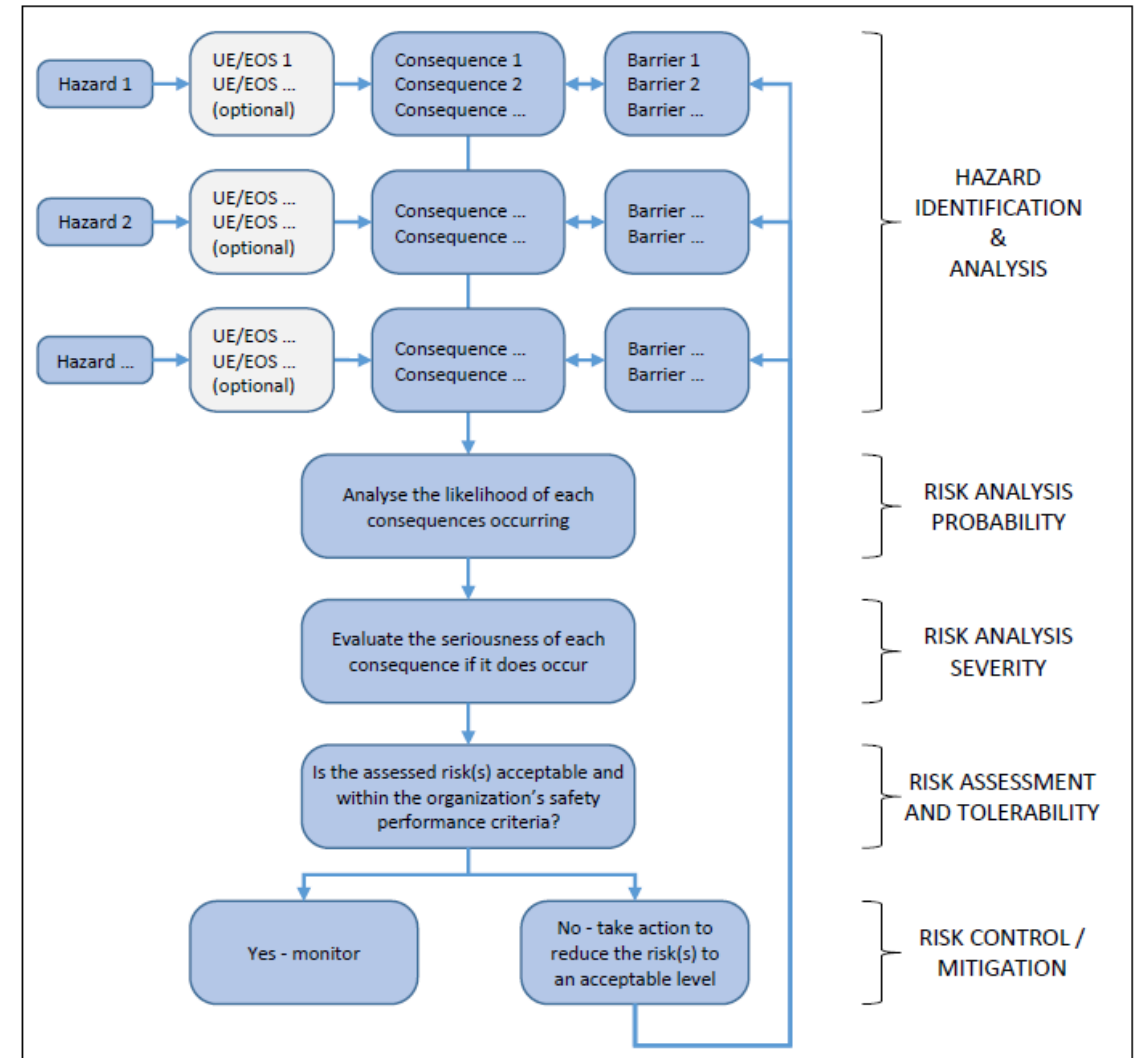 Hazard 1
UE/EOS 1
UE/EOS ...
(optional)
Consequence 1
Consequence 2
Consequence ...
Barrier 1
Barrier 2
Barrier ...
Hazard 2
UE/EOS ...
UE/EOS ...
(optional)
Consequence ...
Consequence ...
Barrier ...
Barrier ...
Hazard ...
UE/EOS ...
UE/EOS ...
(optional)
Consequence ...
Consequence ...
Barrier ...
Barrier ...
HAZARD
IDENTIFICATION
&
ANALYSIS
Analyse the likelihood of each
consequences occurring
RISK ANALYSIS
PROBABILITY
Evaluate the seriousness of each
consequence if it does occur
RISK ANALYSIS
SEVERITY
Is the assessed risk(s) acceptable and
within the organization’s safety
performance criteria?
RISK ASSESSMENT
AND TOLERABILITY
Yes - monitor
No - take action to
reduce the risk(s) to
an acceptable level
RISK CONTROL /
MITIGATION